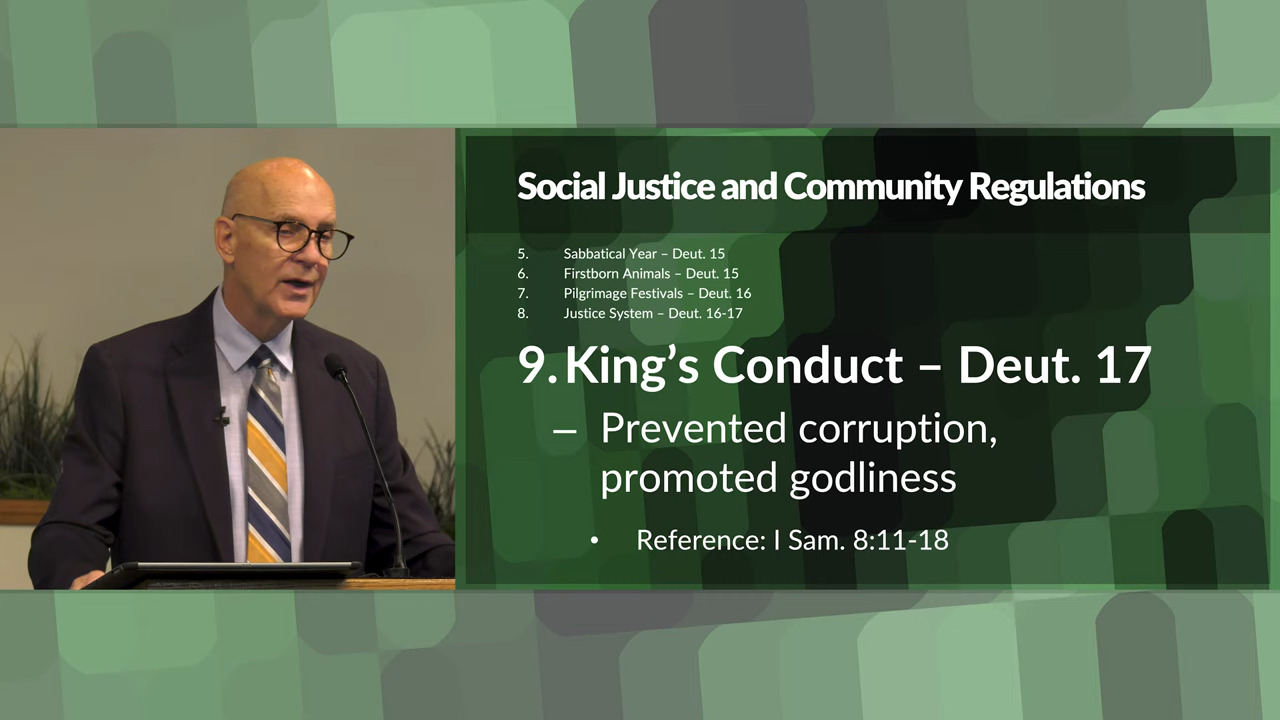 Social Justice and Community Regulations
5. Sabbatical Year – Deut. 15
6. Firstborn Animals – Deut. 15
7. Pilgrimage Festivals – Deut. 16
8. Justice System – Deut. 16-17
9. King’s Conduct – Deut. 17
– Prevented corruption,
promoted godliness
• Reference: I Sam. 8:11-18